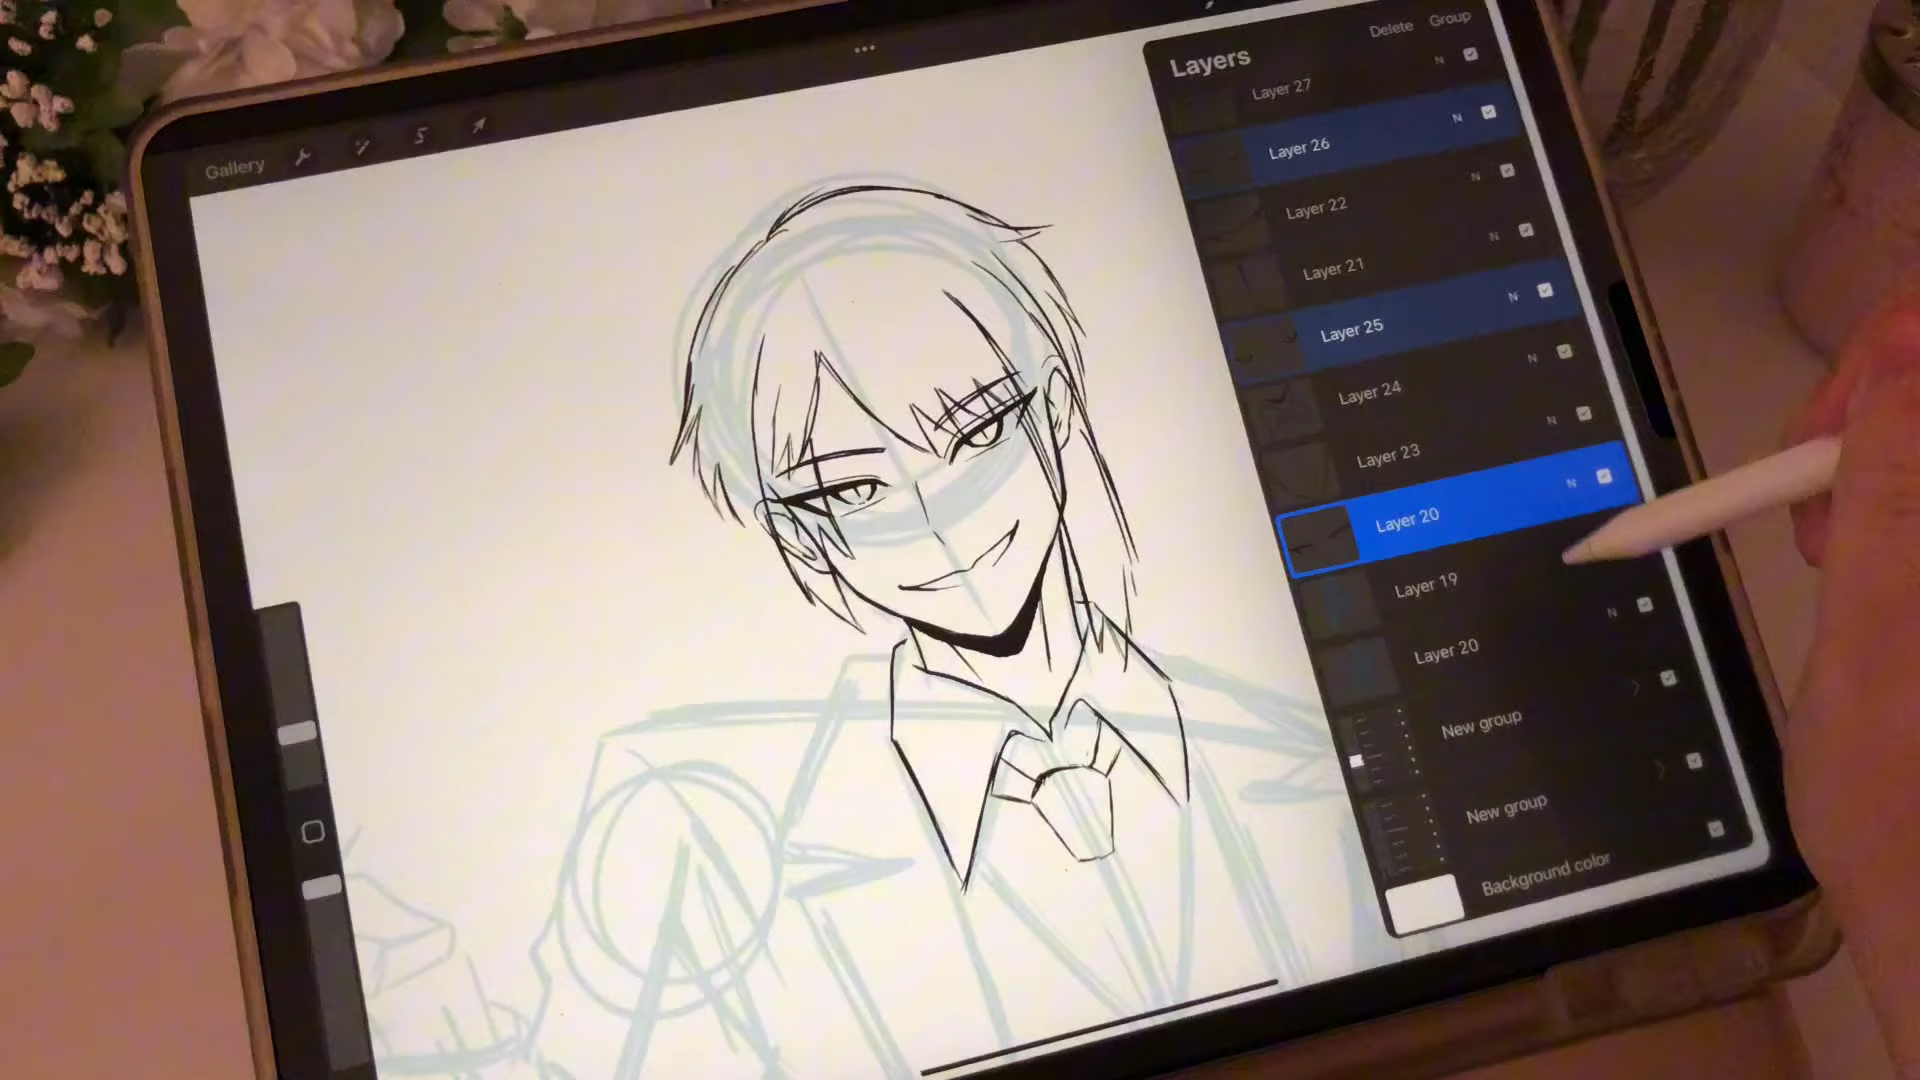 Gallery
S
Layers
Delete
Group
Layer 27
N
Layer 26
N
Layer 22
N
Layer 21
N
Layer 25
N
Layer 24
N
Layer 23
N
Layer 20
N
Layer 19
Layer 20
N
New group
New group
Background color